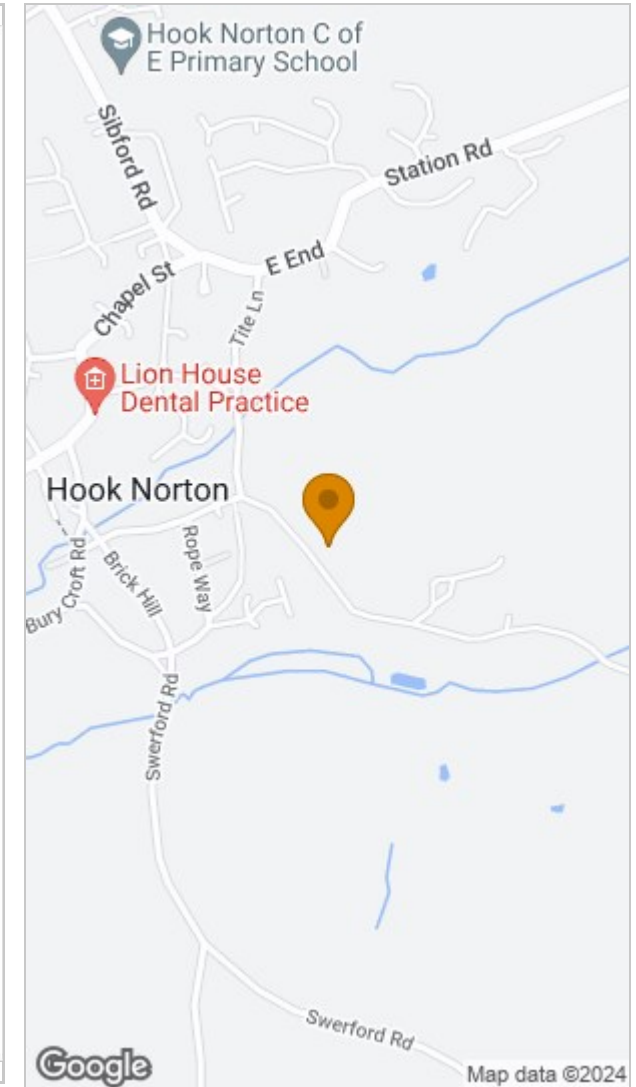 Hook Norton C of
E Primary School
Sibford Rd
Station Rd
E End
Chapel St
Tite Ln
Lion House
Dental Practice
Hook Norton
Rope Way
Brick Hill
Bury Croft Rd
Swerford Rd
Swerford Rd
Google
Map data ©2024